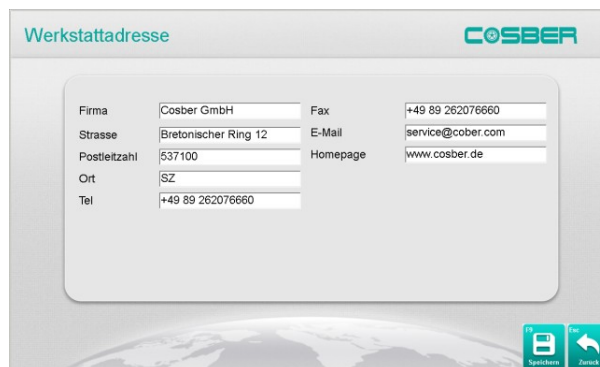 Werkstattadresse
COSBER
Firma Cosber GmbH
Strasse Bretonischer Ring 12
Postleitzahl 537100
Ort SZ
Tel +49 89 262076660
Fax +49 89 262076660
E-Mail service@cober.com
Homepage www.cosber.de
F9 Speichern
Esc Zurück